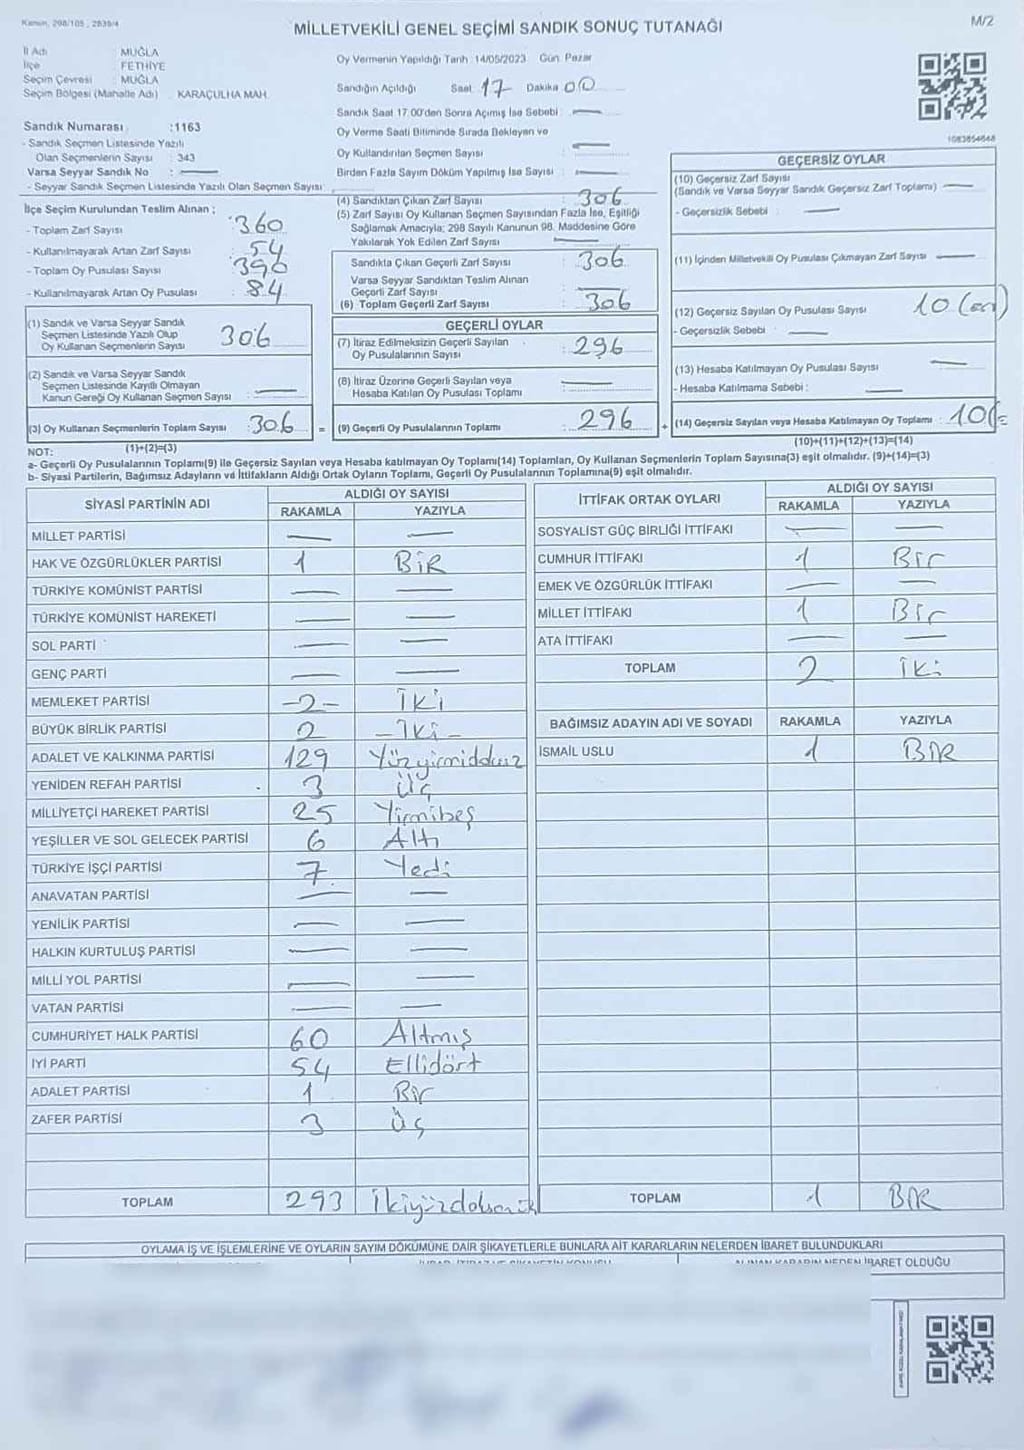 Kanun, 298/105 , 2839/4
MİLLETVEKİLİ GENEL SEÇİMİ SANDIK SONUÇ TUTANAĞI
M/2
İl Adı : MUĞLA
İlçe : FETHİYE
Seçim Çevresi : MUĞLA
Seçim Bölgesi (Mahalle Adı) : KARAÇULHA MAH.
Oy Vermenin Yapıldığı Tarih :14/05/2023 Gün: Pazar
Sandığın Açıldığı Saat 17 Dakika 00
Sandık Saat 17.00'den Sonra Açımış İse Sebebi : —
Oy Verme Saati Bitiminde Sırada Bekleyen ve
Oy Kullandırılan Seçmen Sayısı : —
Birden Fazla Sayım Döküm Yapılmış İse Sayısı : —
1083854848
Sandık Numarası :1163
- Sandık Seçmen Listesinde Yazılı
Olan Seçmenlerin Sayısı : 343
Varsa Seyyar Sandık No : —
- Seyyar Sandık Seçmen Listesinde Yazılı Olan Seçmen Sayısı :
İlçe Seçim Kurulundan Teslim Alınan ;
- Toplam Zarf Sayısı : 360
- Kullanılmayarak Artan Zarf Sayısı : 54
- Toplam Oy Pusulası Sayısı : 390
- Kullanılmayarak Artan Oy Pusulası : 84
(1) Sandık ve Varsa Seyyar Sandık
Seçmen Listesinde Yazılı Olup
Oy Kullanan Seçmenlerin Sayısı : 306
(2) Sandık ve Varsa Seyyar Sandık
Seçmen Listesinde Kayıtlı Olmayan
Kanun Gereği Oy Kullanan Seçmen Sayısı : —
(3) Oy Kullanan Seçmenlerin Toplam Sayısı : 306 =
(4) Sandıktan Çıkan Zarf Sayısı : 306
(5) Zarf Sayısı Oy Kullanan Seçmen Sayısından Fazla İse, Eşitliği
Sağlamak Amacıyla; 298 Sayılı Kanunun 98. Maddesine Göre
Yakılarak Yok Edilen Zarf Sayısı : —
Sandıkta Çıkan Geçerli Zarf Sayısı : 306
Varsa Seyyar Sandıktan Teslim Alınan
Geçerli Zarf Sayısı : —
(6) Toplam Geçerli Zarf Sayısı : 306
GEÇERLİ OYLAR
(7) İtiraz Edilmeksizin Geçerli Sayılan
Oy Pusulalarının Sayısı : 296
(8) İtiraz Üzerine Geçerli Sayılan veya
Hesaba Katılan Oy Pusulası Toplamı : —
(9) Geçerli Oy Pusulalarının Toplamı : 296 +
GEÇERSİZ OYLAR
(10) Geçersiz Zarf Sayısı
(Sandık ve Varsa Seyyar Sandık Geçersiz Zarf Toplamı) : —
- Geçersizlik Sebebi : —
(11) İçinden Milletvekili Oy Pusulası Çıkmayan Zarf Sayısı : —
(12) Geçersiz Sayılan Oy Pusulası Sayısı : 10 (on)
- Geçersizlik Sebebi : —
(13) Hesaba Katılmayan Oy Pusulası Sayısı : —
- Hesaba Katılmama Sebebi : —
(14) Geçersiz Sayılan veya Hesaba Katılmayan Oy Toplamı : 10
NOT: (1)+(2)=(3) (10)+(11)+(12)+(13)=(14)
a- Geçerli Oy Pusulalarının Toplamı(9) ile Geçersiz Sayılan veya Hesaba katılmayan Oy Toplamı(14) Toplamları, Oy Kullanan Seçmenlerin Toplam Sayısına(3) eşit olmalıdır. (9)+(14)=(3)
b- Siyasi Partilerin, Bağımsız Adayların ve İttifakların Aldığı Ortak Oyların Toplamı, Geçerli Oy Pusulalarının Toplamına(9) eşit olmalıdır.
SİYASİ PARTİNİN ADI ALDIĞI OY SAYISI
RAKAMLA YAZIYLA
MİLLET PARTİSİ — —
HAK VE ÖZGÜRLÜKLER PARTİSİ 1 BİR
TÜRKİYE KOMÜNİST PARTİSİ — —
TÜRKİYE KOMÜNİST HAREKETİ — —
SOL PARTİ — —
GENÇ PARTİ — —
MEMLEKET PARTİSİ -2- İKİ
BÜYÜK BİRLİK PARTİSİ 2 - İKİ -
ADALET VE KALKINMA PARTİSİ 129 Yüzyirmidokuz
YENİDEN REFAH PARTİSİ 3 Üç
MİLLİYETÇİ HAREKET PARTİSİ 25 Yirmibeş
YEŞİLLER VE SOL GELECEK PARTİSİ 6 Altı
TÜRKİYE İŞÇİ PARTİSİ 7 Yedi
ANAVATAN PARTİSİ — —
YENİLİK PARTİSİ — —
HALKIN KURTULUŞ PARTİSİ — —
MİLLİ YOL PARTİSİ — —
VATAN PARTİSİ — —
CUMHURİYET HALK PARTİSİ 60 Altmış
İYİ PARTİ 54 Ellidört
ADALET PARTİSİ 1 Bir
ZAFER PARTİSİ 3 Üç
TOPLAM 293
İTTİFAK ORTAK OYLARI ALDIĞI OY SAYISI
RAKAMLA YAZIYLA
SOSYALİST GÜÇ BİRLİĞİ İTTİFAKI — —
CUMHUR İTTİFAKI 1 Bir
EMEK VE ÖZGÜRLÜK İTTİFAKI — —
MİLLET İTTİFAKI 1 Bir
ATA İTTİFAKI — —
TOPLAM 2 İki
BAĞIMSIZ ADAYIN ADI VE SOYADI RAKAMLA YAZIYLA
İSMAİL USLU 1 BİR
TOPLAM 1 BİR
OYLAMA İŞ VE İŞLEMLERİNE VE OYLARIN SAYIM DÖKÜMÜNE DAİR ŞİKAYETLERLE BUNLARA AİT KARARLARIN NELERDEN İBARET BULUNDUKLARI
ALINAN KARARIN NEDEN İBARET OLDUĞU